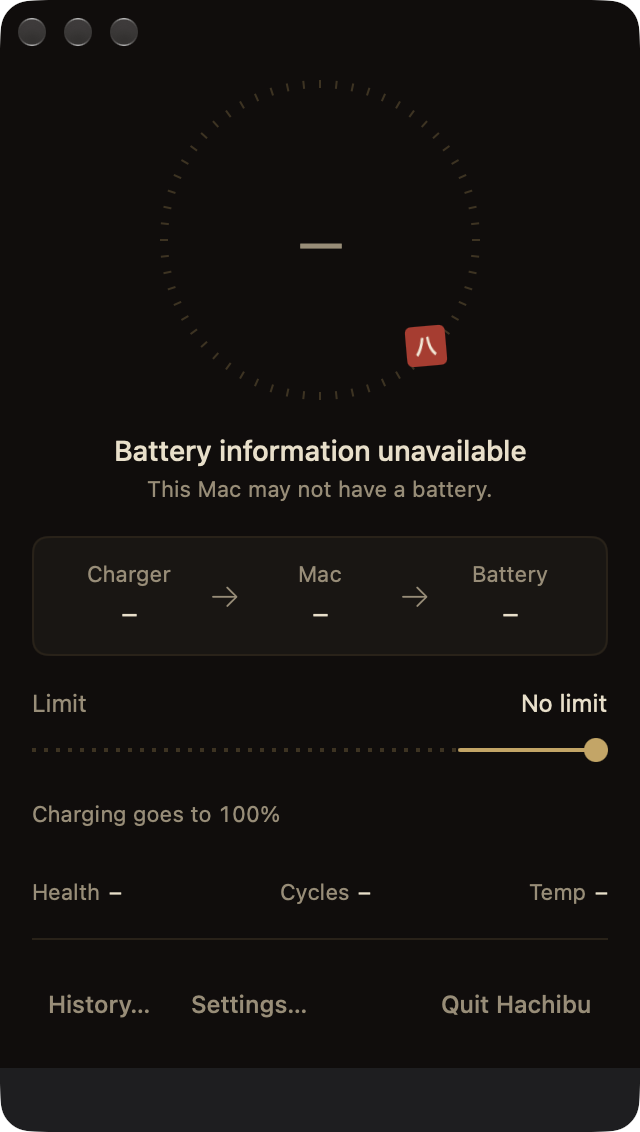 —
八
Battery information unavailable
This Mac may not have a battery.
Charger → Mac → Battery
– – –
Limit No limit
Charging goes to 100%
Health – Cycles – Temp –
History... Settings... Quit Hachibu